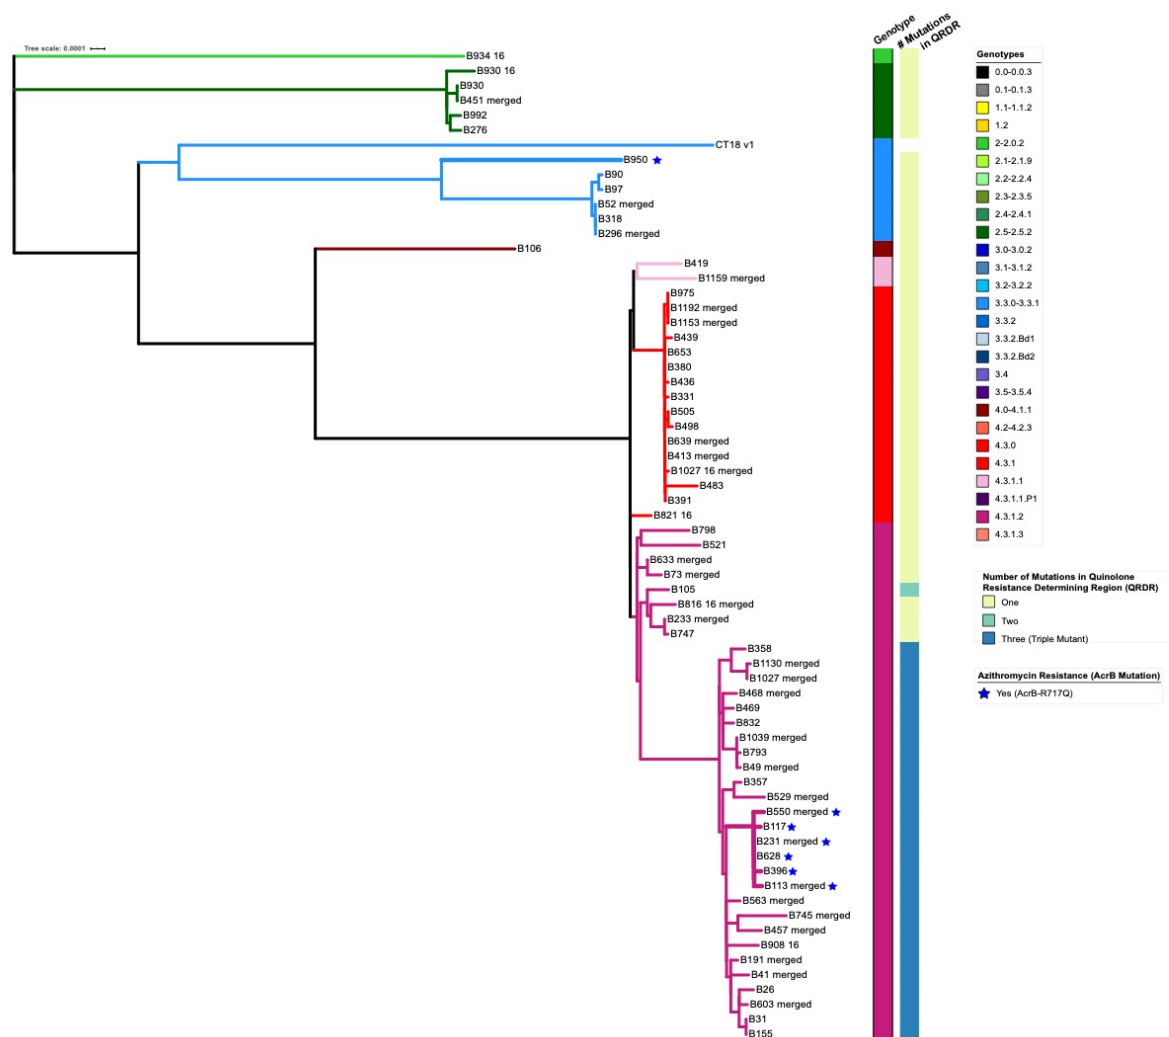 Genotype
# Mutations
in QRDR
Tree scale: 0.0001
B934 16
B930 16
B930
B451 merged
B992
B276
CT18 v1
B950
B90
B97
B52 merged
B318
B296 merged
B106
B419
B1159 merged
B975
B1192 merged
B1153 merged
B439
B653
B380
B436
B331
B505
B498
B639 merged
B413 merged
B1027 16 merged
B483
B391
B821 16
B798
B521
B633 merged
B73 merged
B105
B816 16 merged
B233 merged
B747
B358
B1130 merged
B1027 merged
B468 merged
B469
B832
B1039 merged
B793
B49 merged
B357
B529 merged
B550 merged
B117
B231 merged
B628
B396
B113 merged
B563 merged
B745 merged
B457 merged
B908 16
B191 merged
B41 merged
B26
B603 merged
B31
B155
Genotypes
0.0-0.0.3
0.1-0.1.3
1.1-1.1.2
1.2
2-2.0.2
2.1-2.1.9
2.2-2.2.4
2.3-2.3.5
2.4-2.4.1
2.5-2.5.2
3.0-3.0.2
3.1-3.1.2
3.2-3.2.2
3.3.0-3.3.1
3.3.2
3.3.2.Bd1
3.3.2.Bd2
3.4
3.5-3.5.4
4.0-4.1.1
4.2-4.2.3
4.3.0
4.3.1
4.3.1.1
4.3.1.1.P1
4.3.1.2
4.3.1.3
Number of Mutations in Quinolone
Resistance Determining Region (QRDR)
One
Two
Three (Triple Mutant)
Azithromycin Resistance (AcrB Mutation)
Yes (AcrB-R717Q)